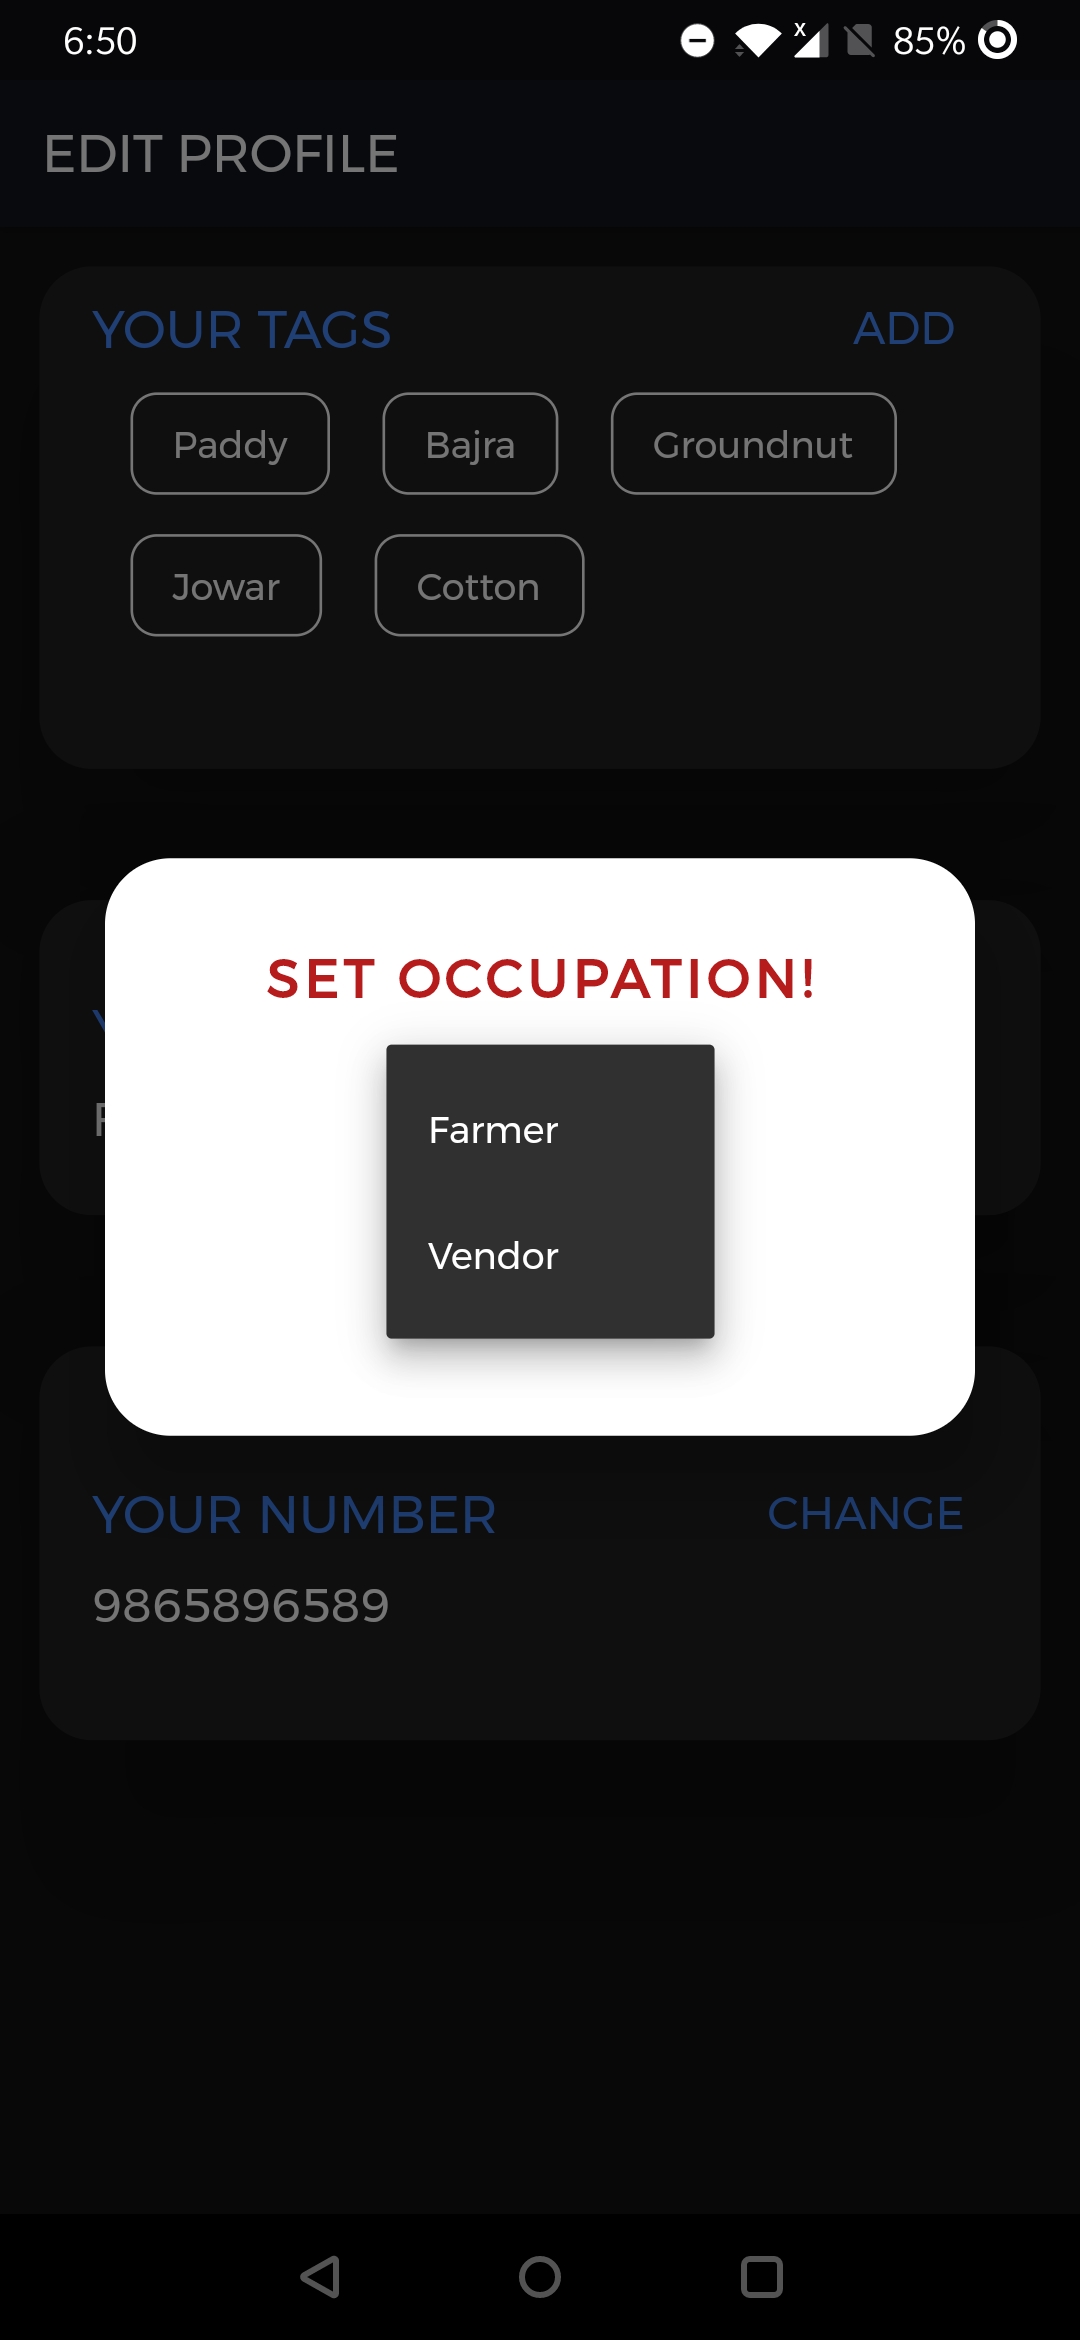 6:50 85%
EDIT PROFILE
YOUR TAGS ADD
Paddy Bajra Groundnut
Jowar Cotton
SET OCCUPATION!
Farmer
Vendor
YOUR NUMBER CHANGE
9865896589